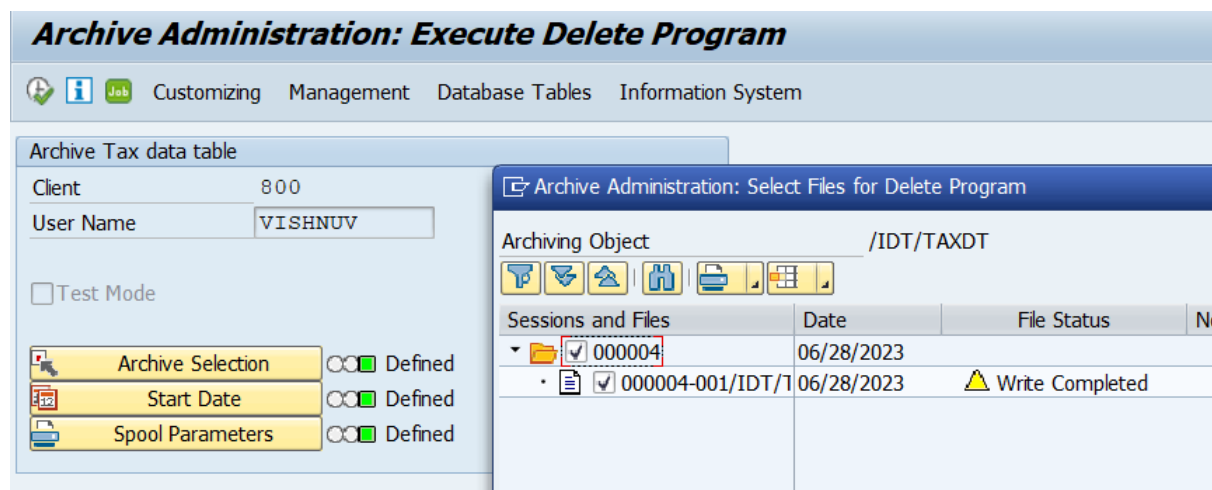 Archive Administration: Execute Delete Program
Job Customizing Management Database Tables Information System
Archive Tax data table
Client 800
User Name VISHNUV
Test Mode
Archive Selection Defined
Start Date Defined
Spool Parameters Defined
Archive Administration: Select Files for Delete Program
Archiving Object /IDT/TAXDT
Sessions and Files Date File Status
000004 06/28/2023
000004-001/IDT/T 06/28/2023 Write Completed